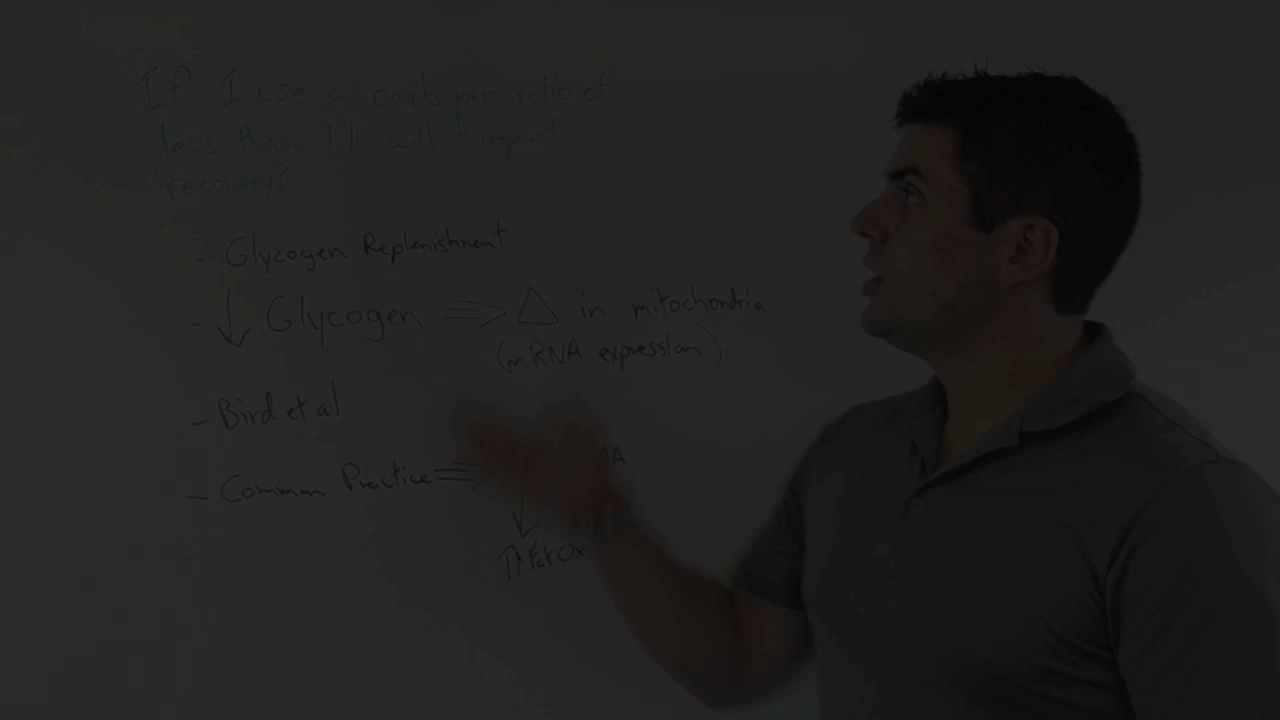 If I use a carb:pro ratio of
less than 1:1 will it impact
recovery?
- Glycogen Replenishment
- ↓ Glycogen ⇒ △ in mitochondria
(mRNA expression)
- Bird et al
- Common Practice ⇒
A
↓
↑ Fat Ox